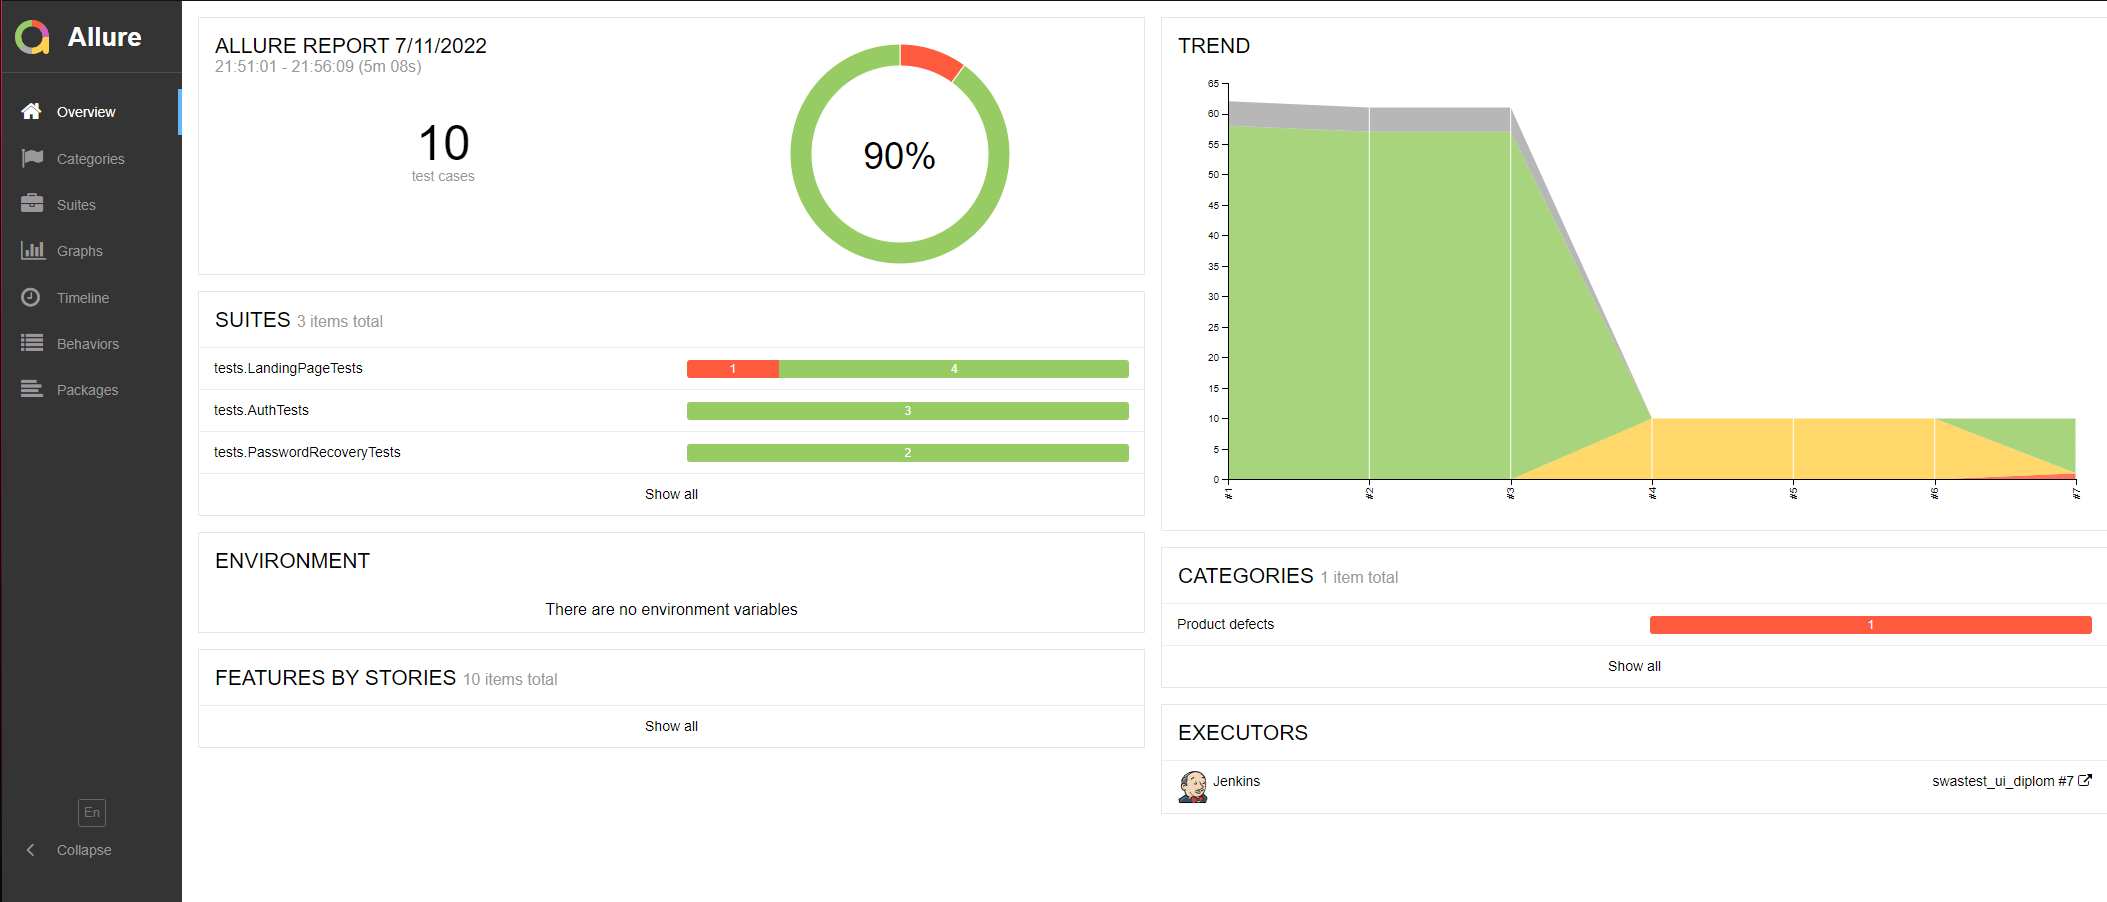 Allure
Overview
Categories
Suites
Graphs
Timeline
Behaviors
Packages
En
Collapse
ALLURE REPORT 7/11/2022
21:51:01 - 21:56:09 (5m 08s)
10
test cases
90%
SUITES 3 items total
tests.LandingPageTests 1 4
tests.AuthTests 3
tests.PasswordRecoveryTests 2
Show all
ENVIRONMENT
There are no environment variables
FEATURES BY STORIES 10 items total
Show all
TREND
65
60
55
50
45
40
35
30
25
20
15
10
5
0
#1 #2 #3 #4 #5 #6 #7
CATEGORIES 1 item total
Product defects 1
Show all
EXECUTORS
Jenkins swastest_ui_diplom #7